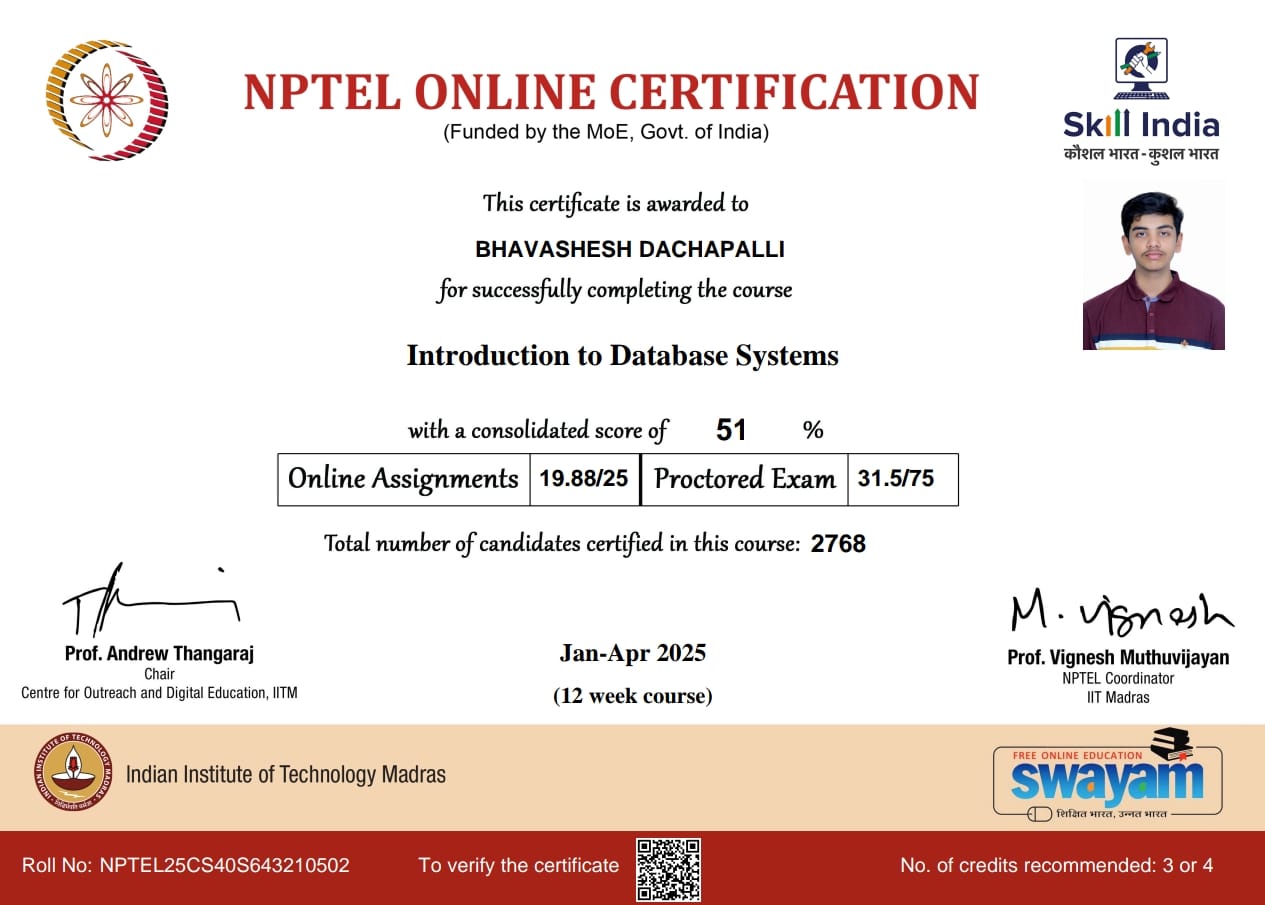 NPTEL ONLINE CERTIFICATION
(Funded by the MoE, Govt. of India)
Skill India
कौशल भारत - कुशल भारत
This certificate is awarded to
BHAVASHESH DACHAPALLI
for successfully completing the course
Introduction to Database Systems
with a consolidated score of 51 %
Online Assignments 19.88/25 Proctored Exam 31.5/75
Total number of candidates certified in this course: 2768
M. Vignesh
Prof. Andrew Thangaraj
Chair
Centre for Outreach and Digital Education, IITM
Jan-Apr 2025
(12 week course)
Prof. Vignesh Muthuvijayan
NPTEL Coordinator
IIT Madras
INDIAN INSTITUTE OF TECHNOLOGY MADRAS
Indian Institute of Technology Madras
FREE ONLINE EDUCATION
swayam
शिक्षित भारत, उन्नत भारत
Roll No: NPTEL25CS40S643210502
To verify the certificate
No. of credits recommended: 3 or 4